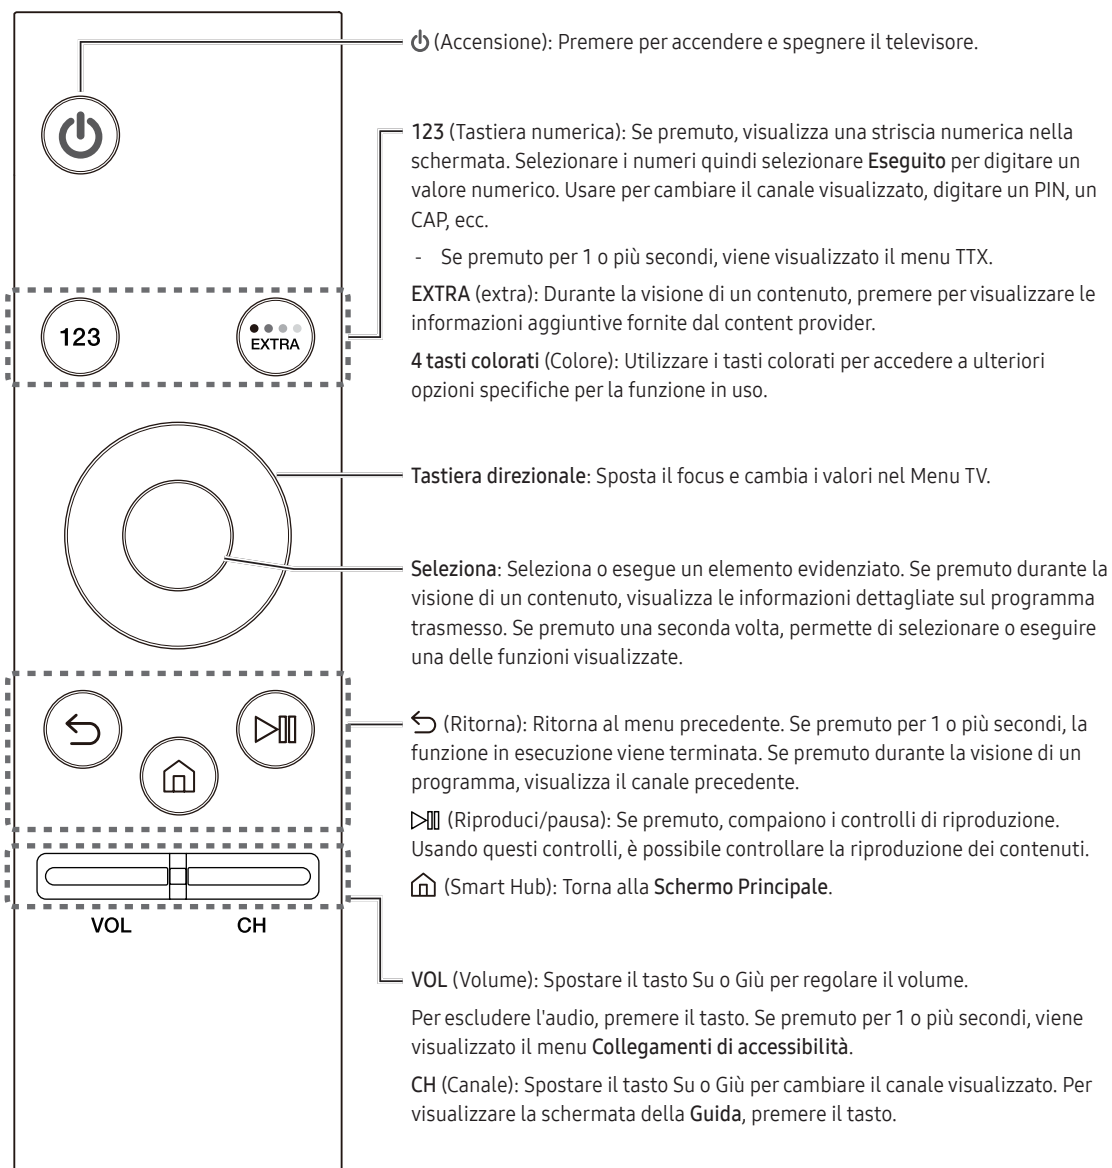 (Accensione): Premere per accendere e spegnere il televisore.
123 (Tastiera numerica): Se premuto, visualizza una striscia numerica nella
schermata. Selezionare i numeri quindi selezionare Eseguito per digitare un
valore numerico. Usare per cambiare il canale visualizzato, digitare un PIN, un
CAP, ecc.
- Se premuto per 1 o più secondi, viene visualizzato il menu TTX.
EXTRA (extra): Durante la visione di un contenuto, premere per visualizzare le
informazioni aggiuntive fornite dal content provider.
4 tasti colorati (Colore): Utilizzare i tasti colorati per accedere a ulteriori
opzioni specifiche per la funzione in uso.
123
EXTRA
Tastiera direzionale: Sposta il focus e cambia i valori nel Menu TV.
Seleziona: Seleziona o esegue un elemento evidenziato. Se premuto durante la
visione di un contenuto, visualizza le informazioni dettagliate sul programma
trasmesso. Se premuto una seconda volta, permette di selezionare o eseguire
una delle funzioni visualizzate.
(Ritorna): Ritorna al menu precedente. Se premuto per 1 o più secondi, la
funzione in esecuzione viene terminata. Se premuto durante la visione di un
programma, visualizza il canale precedente.
(Riproduci/pausa): Se premuto, compaiono i controlli di riproduzione.
Usando questi controlli, è possibile controllare la riproduzione dei contenuti.
(Smart Hub): Torna alla Schermo Principale.
VOL
CH
VOL (Volume): Spostare il tasto Su o Giù per regolare il volume.
Per escludere l'audio, premere il tasto. Se premuto per 1 o più secondi, viene
visualizzato il menu Collegamenti di accessibilità.
CH (Canale): Spostare il tasto Su o Giù per cambiare il canale visualizzato. Per
visualizzare la schermata della Guida, premere il tasto.